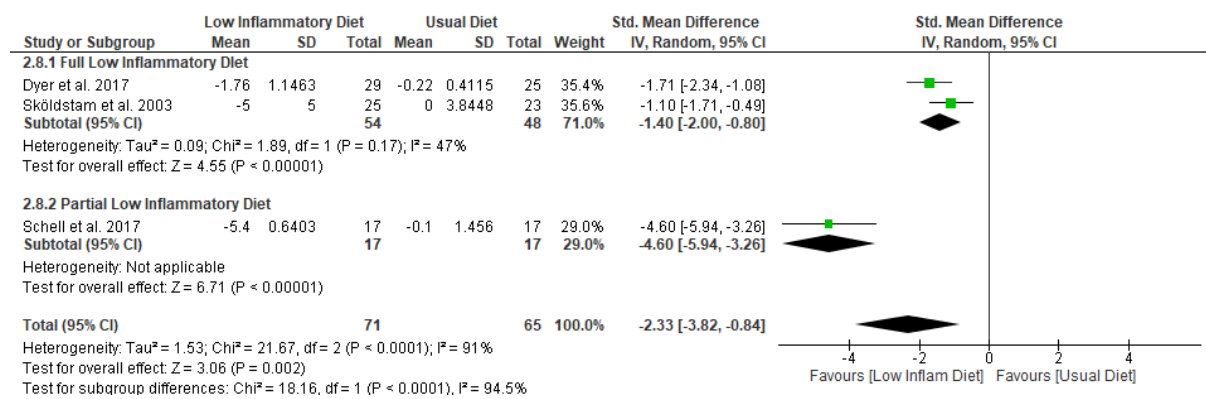 Low Inflammatory Diet Usual Diet Std. Mean Difference Std. Mean Difference
Study or Subgroup Mean SD Total Mean SD Total Weight IV, Random, 95% CI IV, Random, 95% CI
2.8.1 Full Low Inflammatory DIet
Dyer et al. 2017 -1.76 1.1463 29 -0.22 0.4115 25 35.4% -1.71 [-2.34, -1.08]
Sköldstam et al. 2003 -5 5 25 0 3.8448 23 35.6% -1.10 [-1.71, -0.49]
Subtotal (95% CI) 54 48 71.0% -1.40 [-2.00, -0.80]
Heterogeneity: Tau² = 0.09; Chi² = 1.89, df = 1 (P = 0.17); I² = 47%
Test for overall effect: Z = 4.55 (P < 0.00001)
2.8.2 Partial Low Inflammatory Diet
Schell et al. 2017 -5.4 0.6403 17 -0.1 1.456 17 29.0% -4.60 [-5.94, -3.26]
Subtotal (95% CI) 17 17 29.0% -4.60 [-5.94, -3.26]
Heterogeneity: Not applicable
Test for overall effect: Z = 6.71 (P < 0.00001)
Total (95% CI) 71 65 100.0% -2.33 [-3.82, -0.84]
Heterogeneity: Tau² = 1.53; Chi² = 21.67, df = 2 (P < 0.0001); I² = 91%
Test for overall effect: Z = 3.06 (P = 0.002)
Test for subgroup differences: Chi² = 18.16, df = 1 (P < 0.0001), I² = 94.5%
-4 -2 0 2 4
Favours [Low Inflam Diet] Favours [Usual Diet]